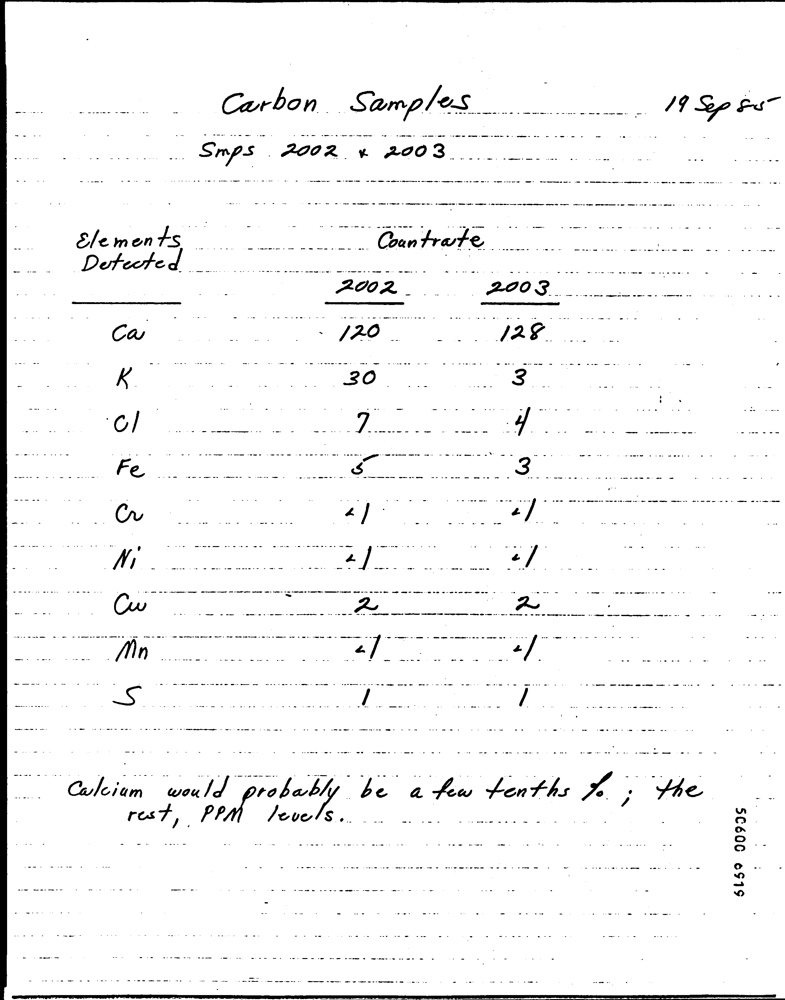 Carbon Samples 19 Sep 85
Smps 2002 & 2003
Elements Countrate
Detected
2002 2003
Ca 120 128
K 30 3
Cl 7 4
Fe 5 3
Cr <1 <1
Ni <1 <1
Cu 2 2
Mn <1 <1
S 1 1
Calcium would probably be a few tenths %; the
rest, PPM levels.
50600 6919